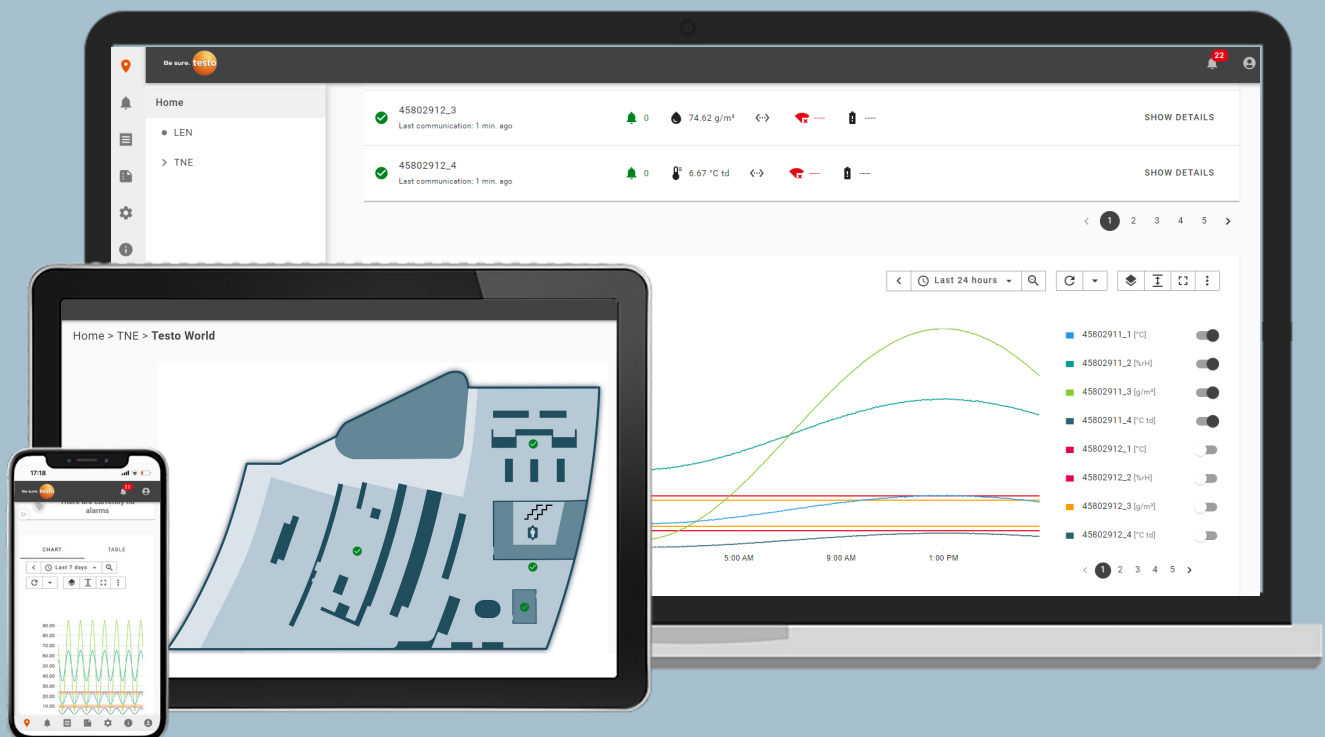 Be sure. testo
22
Home
LEN
TNE
45802912_3
Last communication: 1 min. ago
0
74.62 g/m³
----
----
SHOW DETAILS
45802912_4
Last communication: 1 min. ago
0
6.67 °C td
----
----
SHOW DETAILS
1 2 3 4 5
Last 24 hours
45802911_1 [°C]
45802911_2 [%rH]
45802911_3 [g/m³]
45802911_4 [°C td]
45802912_1 [°C]
45802912_2 [%rH]
45802912_3 [g/m³]
45802912_4 [°C td]
5:00 AM 9:00 AM 1:00 PM
1 2 3 4 5
Home > TNE > Testo World
17:18
Be sure. testo
22
There are currently no
alarms
CHART TABLE
Last 7 days
90.00
80.00
70.00
60.00
50.00
40.00
30.00
20.00
10.00